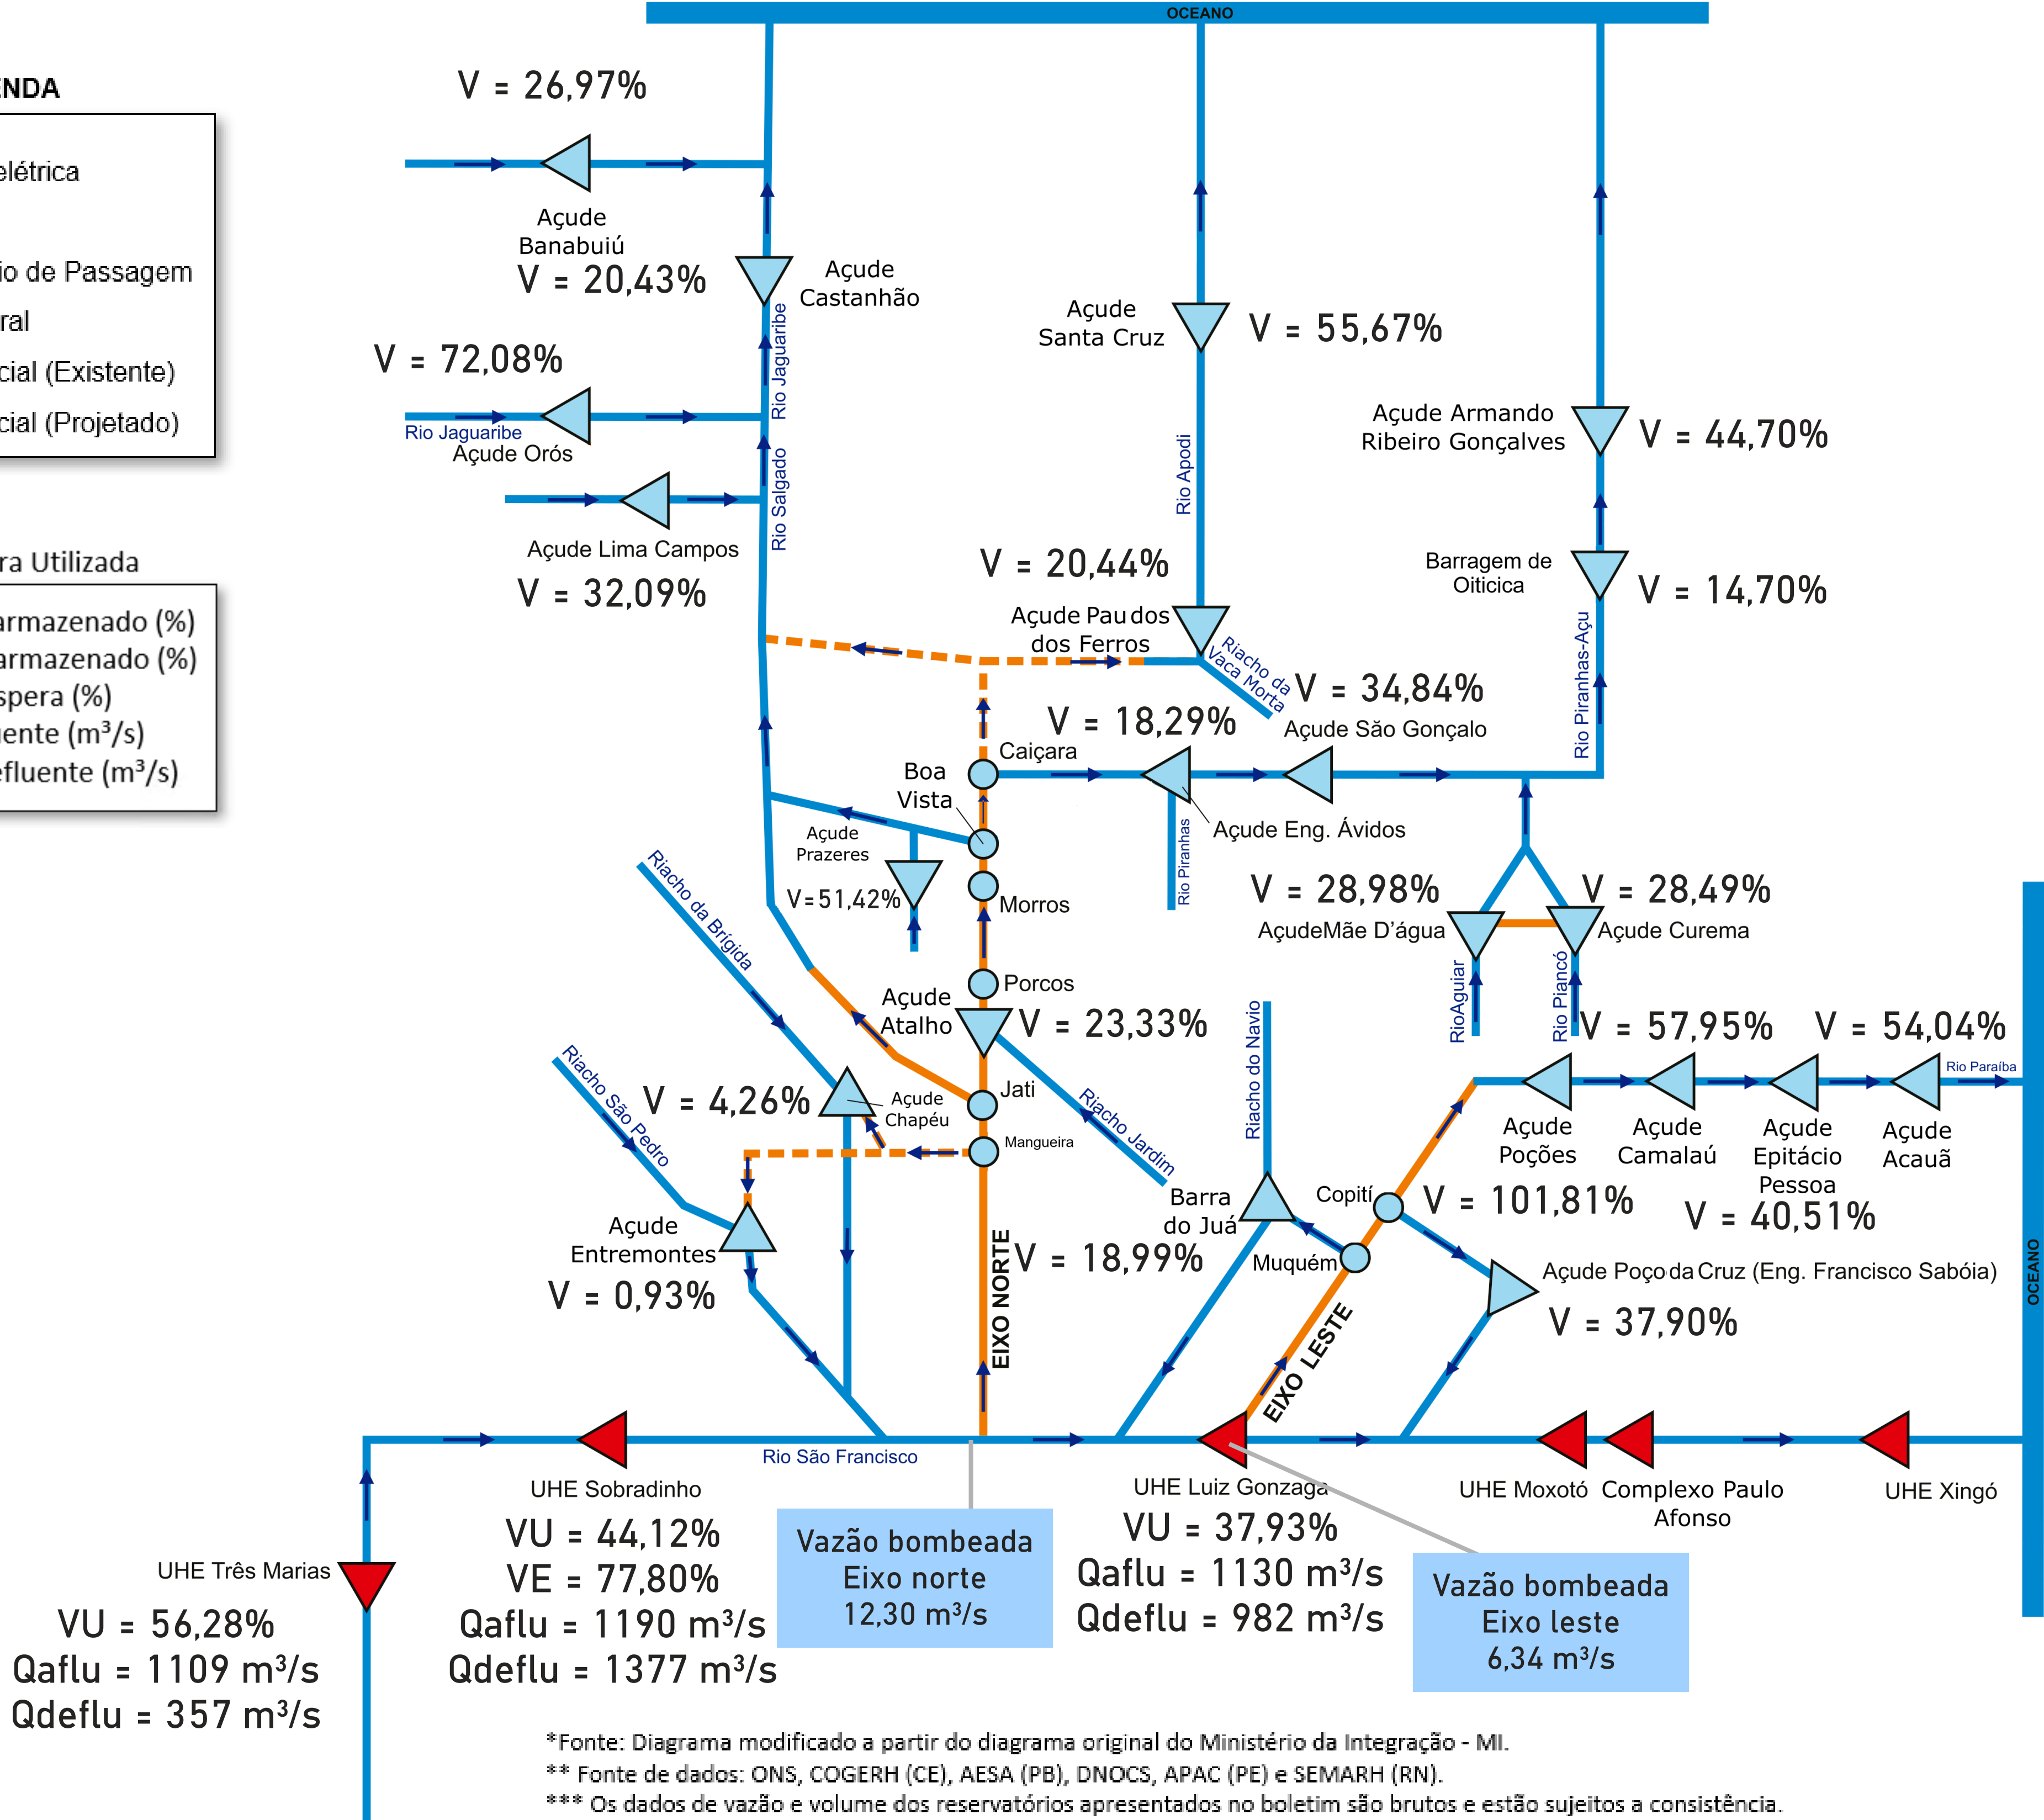 OCEANO
V = 26,97%
ENDA
elétrica
Açude
Banabuiú
V = 20,43%
Açude
Castanhão
io de Passagem
ral
cial (Existente)
cial (Projetado)
Açude
Santa Cruz
V = 55,67%
Rio Jaguaribe
V = 72,08%
Rio Jaguaribe
Açude Orós
Açude Armando
Ribeiro Gonçalves
V = 44,70%
Rio Apodi
Rio Salgado
Açude Lima Campos
V = 32,09%
ra Utilizada
armazenado (%)
armazenado (%)
spera (%)
uente (m³/s)
efluente (m³/s)
V = 20,44%
Açude Pau dos
dos Ferros
Riacho da
Vaca Morta
Barragem de
Oiticica
V = 14,70%
Rio Piranhas-Açu
V = 34,84%
Açude São Gonçalo
V = 18,29%
Caiçara
Boa
Vista
Açude Eng. Ávidos
Rio Piranhas
Açude
Prazeres
V= 51,42%
Morros
Riacho da Brígida
V = 28,98%
AçudeMãe D'água
V = 28,49%
Açude Curema
RioAguiar
Rio Piancó
Porcos
Açude
Atalho
V = 23,33%
Riacho do Navio
V = 57,95%
V = 54,04%
Rio Paraíba
Riacho São Pedro
V = 4,26%
Açude
Chapéu
Jati
Mangueira
Riacho Jardim
Açude
Poções
Açude
Camalaú
Açude
Epitácio
Pessoa
Açude
Acauã
V = 101,81%
V = 40,51%
Barra
do Juá
Copití
Muquém
V = 18,99%
Açude
Entremontes
V = 0,93%
EIXO NORTE
EIXO LESTE
Açude Poço da Cruz (Eng. Francisco Sabóia)
V = 37,90%
OCEANO
Rio São Francisco
UHE Sobradinho
VU = 44,12%
VE = 77,80%
Qaflu = 1190 m³/s
Qdeflu = 1377 m³/s
Vazão bombeada
Eixo norte
12,30 m³/s
UHE Luiz Gonzaga
VU = 37,93%
Qaflu = 1130 m³/s
Qdeflu = 982 m³/s
Vazão bombeada
Eixo leste
6,34 m³/s
UHE Moxotó
Complexo Paulo
Afonso
UHE Xingó
UHE Três Marias
VU = 56,28%
Qaflu = 1109 m³/s
Qdeflu = 357 m³/s
*Fonte: Diagrama modificado a partir do diagrama original do Ministério da Integração - MI.
** Fonte de dados: ONS, COGERH (CE), AESA (PB), DNOCS, APAC (PE) e SEMARH (RN).
*** Os dados de vazão e volume dos reservatórios apresentados no boletim são brutos e estão sujeitos a consistência.